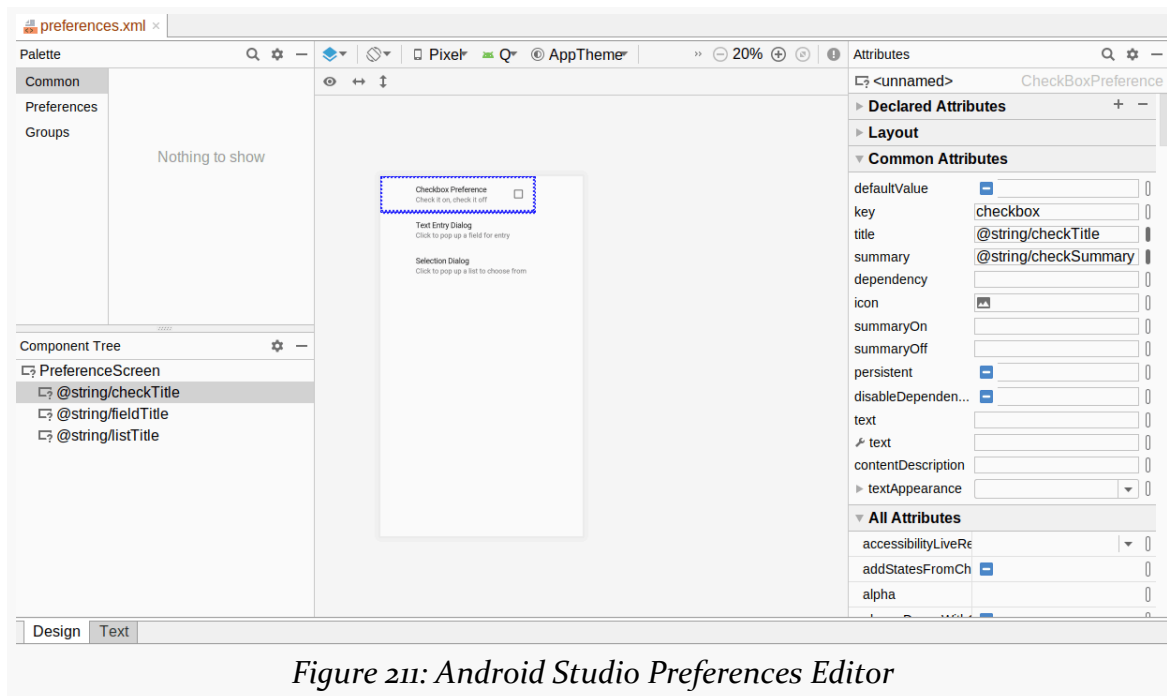 preferences.xml
Palette
Common
Preferences
Groups
Nothing to show
Component Tree
PreferenceScreen
@string/checkTitle
@string/fieldTitle
@string/listTitle
Pixel Q AppTheme » 20%
Checkbox Preference
Check it on, check it off
Text Entry Dialog
Click to pop up a field for entry
Selection Dialog
Click to pop up a list to choose from
Attributes
<unnamed> CheckBoxPreference
Declared Attributes
Layout
Common Attributes
defaultValue
key checkbox
title @string/checkTitle
summary @string/checkSummary
dependency
icon
summaryOn
summaryOff
persistent
disableDependen...
text
text
contentDescription
textAppearance
All Attributes
accessibilityLiveRe
addStatesFromCh
alpha
Design Text
Figure 211: Android Studio Preferences Editor